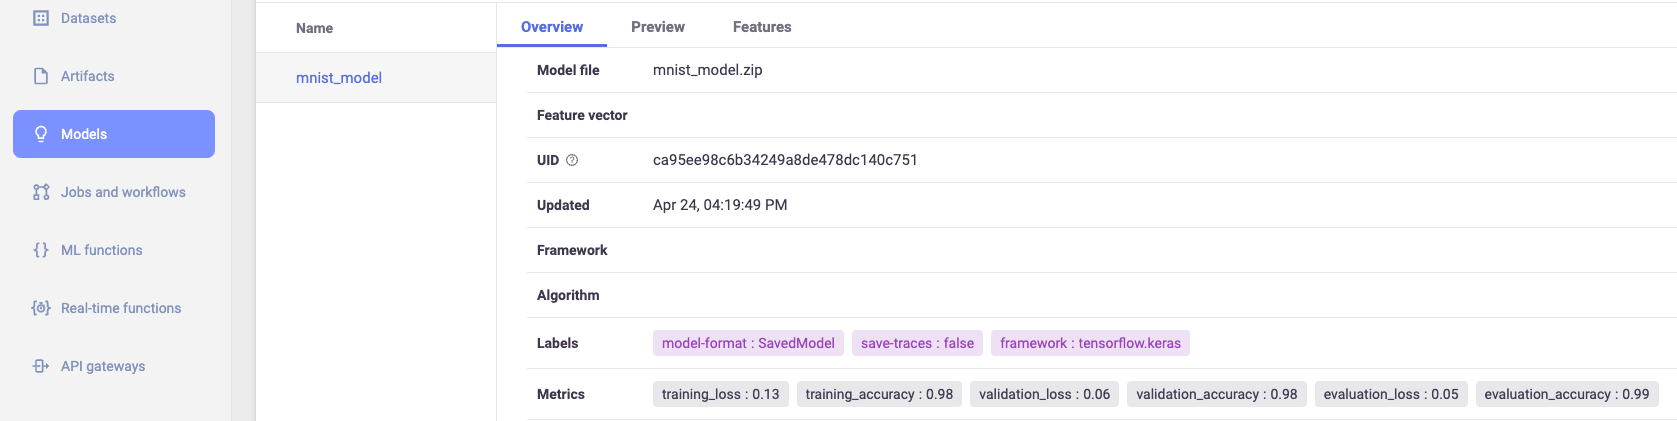 Datasets
Artifacts
Models
Jobs and workflows
ML functions
Real-time functions
API gateways
Name
mnist_model
Overview Preview Features
Model file mnist_model.zip
Feature vector
UID ca95ee98c6b34249a8de478dc140c751
Updated Apr 24, 04:19:49 PM
Framework
Algorithm
Labels model-format : SavedModel save-traces : false framework : tensorflow.keras
Metrics training_loss : 0.13 training_accuracy : 0.98 validation_loss : 0.06 validation_accuracy : 0.98 evaluation_loss : 0.05 evaluation_accuracy : 0.99